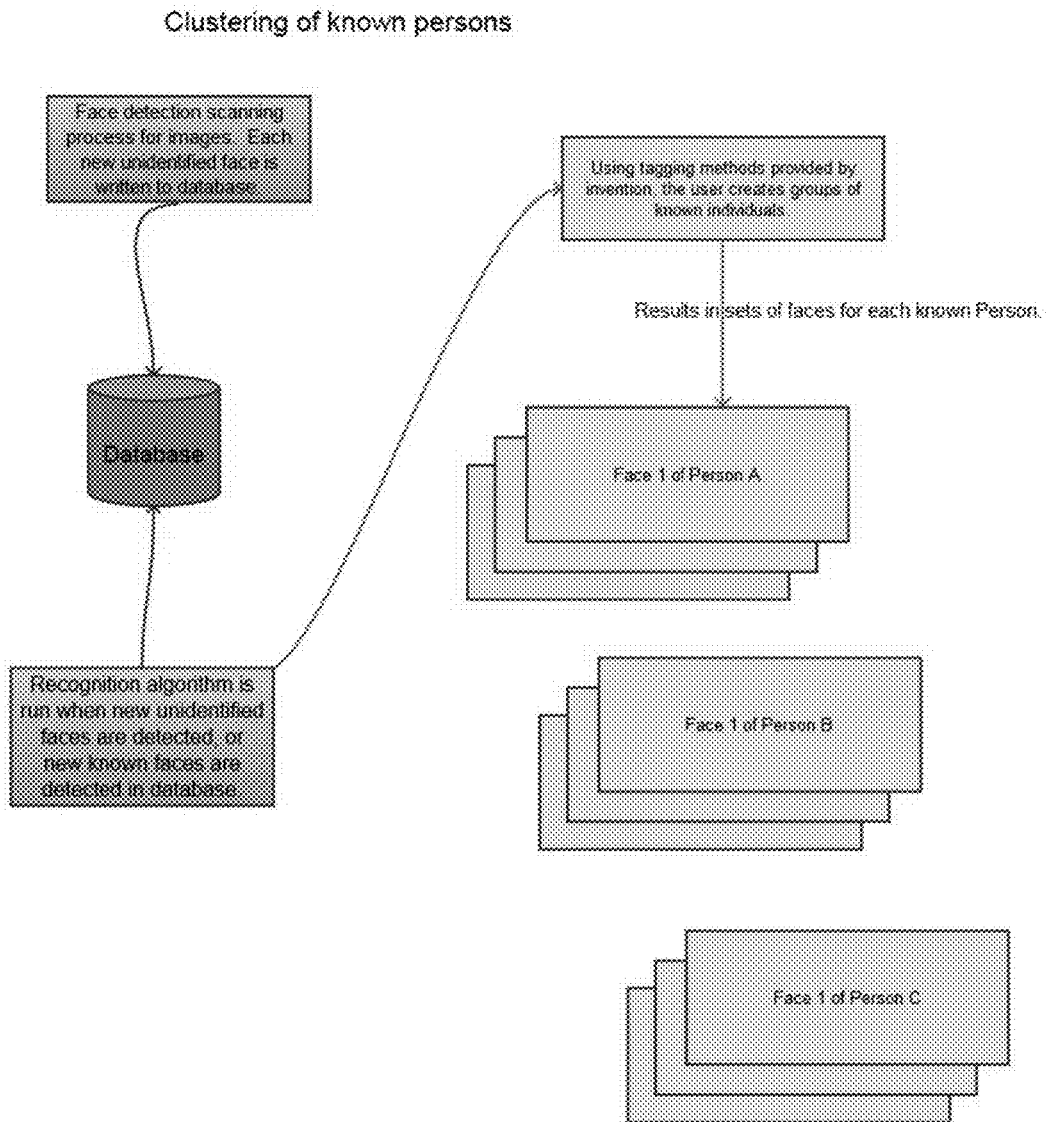 Clustering of known persons
Face detection scanning
process for images. Each
new unidentified face is
written to database.
Using tagging methods provided by
invention, the user creates groups of
known individuals
Results in sets of faces for each known Person.
Database
Face 1 of Person A
Recognition algorithm is
run when new unidentified
faces are detected, or
new known faces are
detected in database.
Face 1 of Person B
Face 1 of Person C